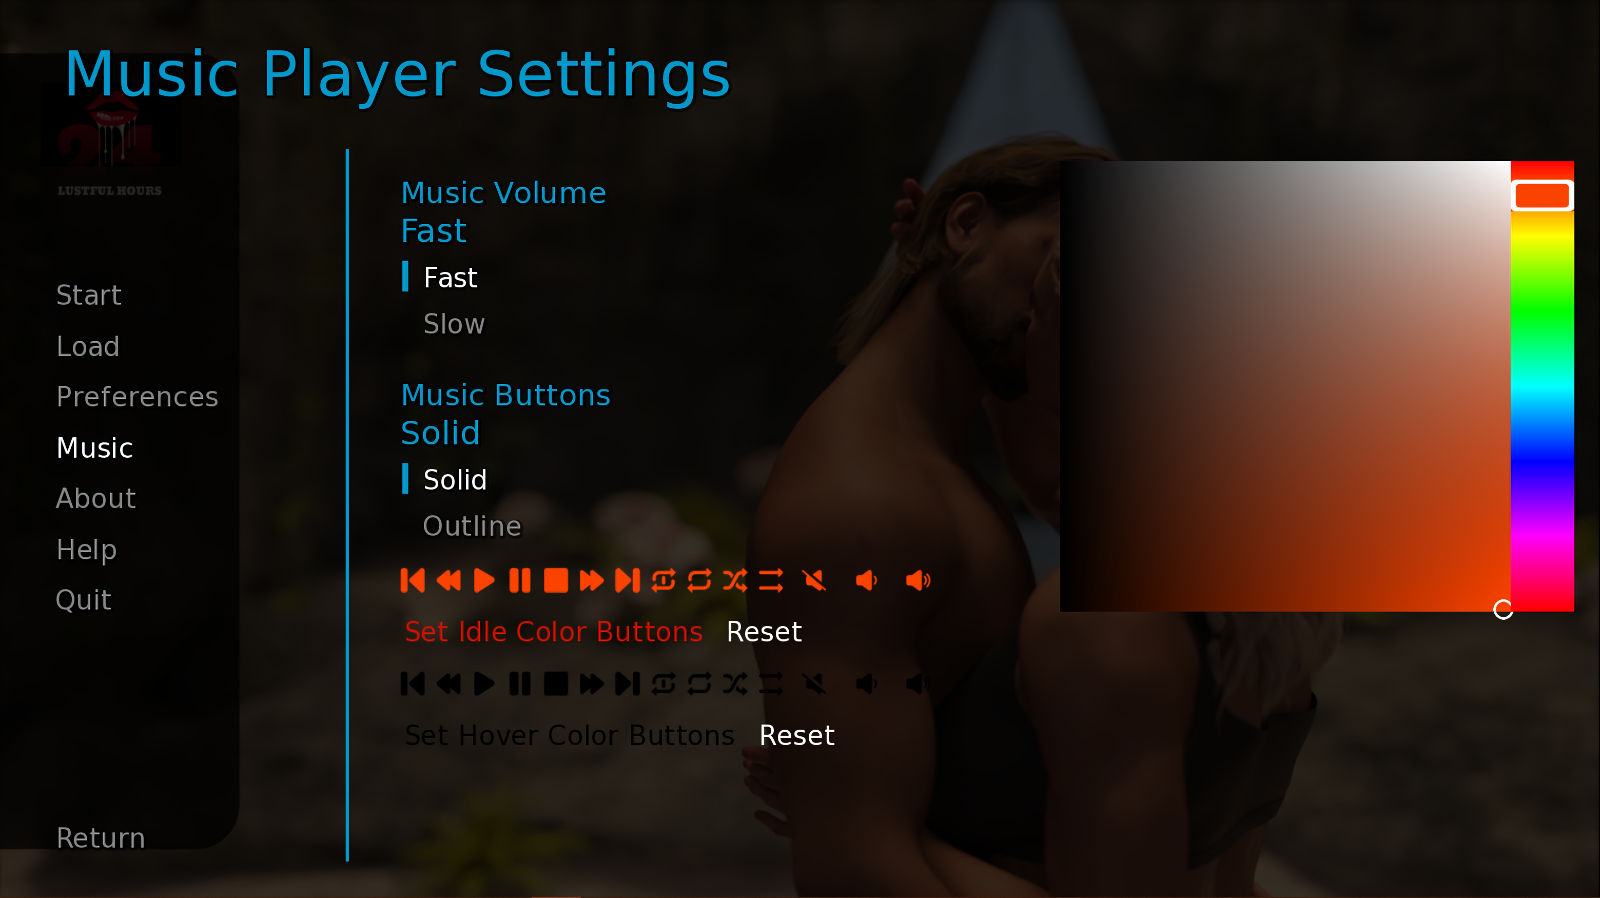 Music Player Settings
24
LUSTFUL HOURS
Start
Load
Preferences
Music
About
Help
Quit
Return
Music Volume
Fast
Fast
Slow
Music Buttons
Solid
Solid
Outline
Set Idle Color Buttons Reset
Set Hover Color Buttons Reset